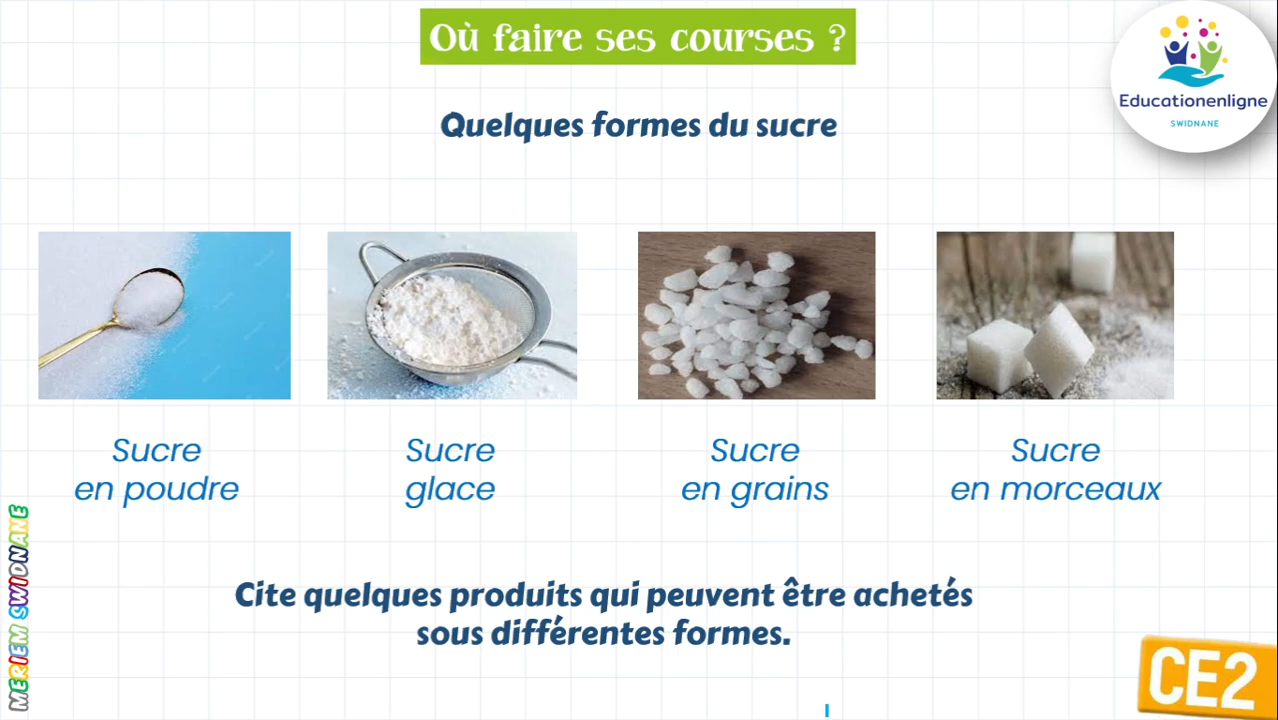 Où faire ses courses ?
Educationenligne
SWIDNANE
Quelques formes du sucre
Sucre
en poudre
Sucre
glace
Sucre
en grains
Sucre
en morceaux
Cite quelques produits qui peuvent être achetés
sous différentes formes.
MERIEM SWIDNANE
CE2